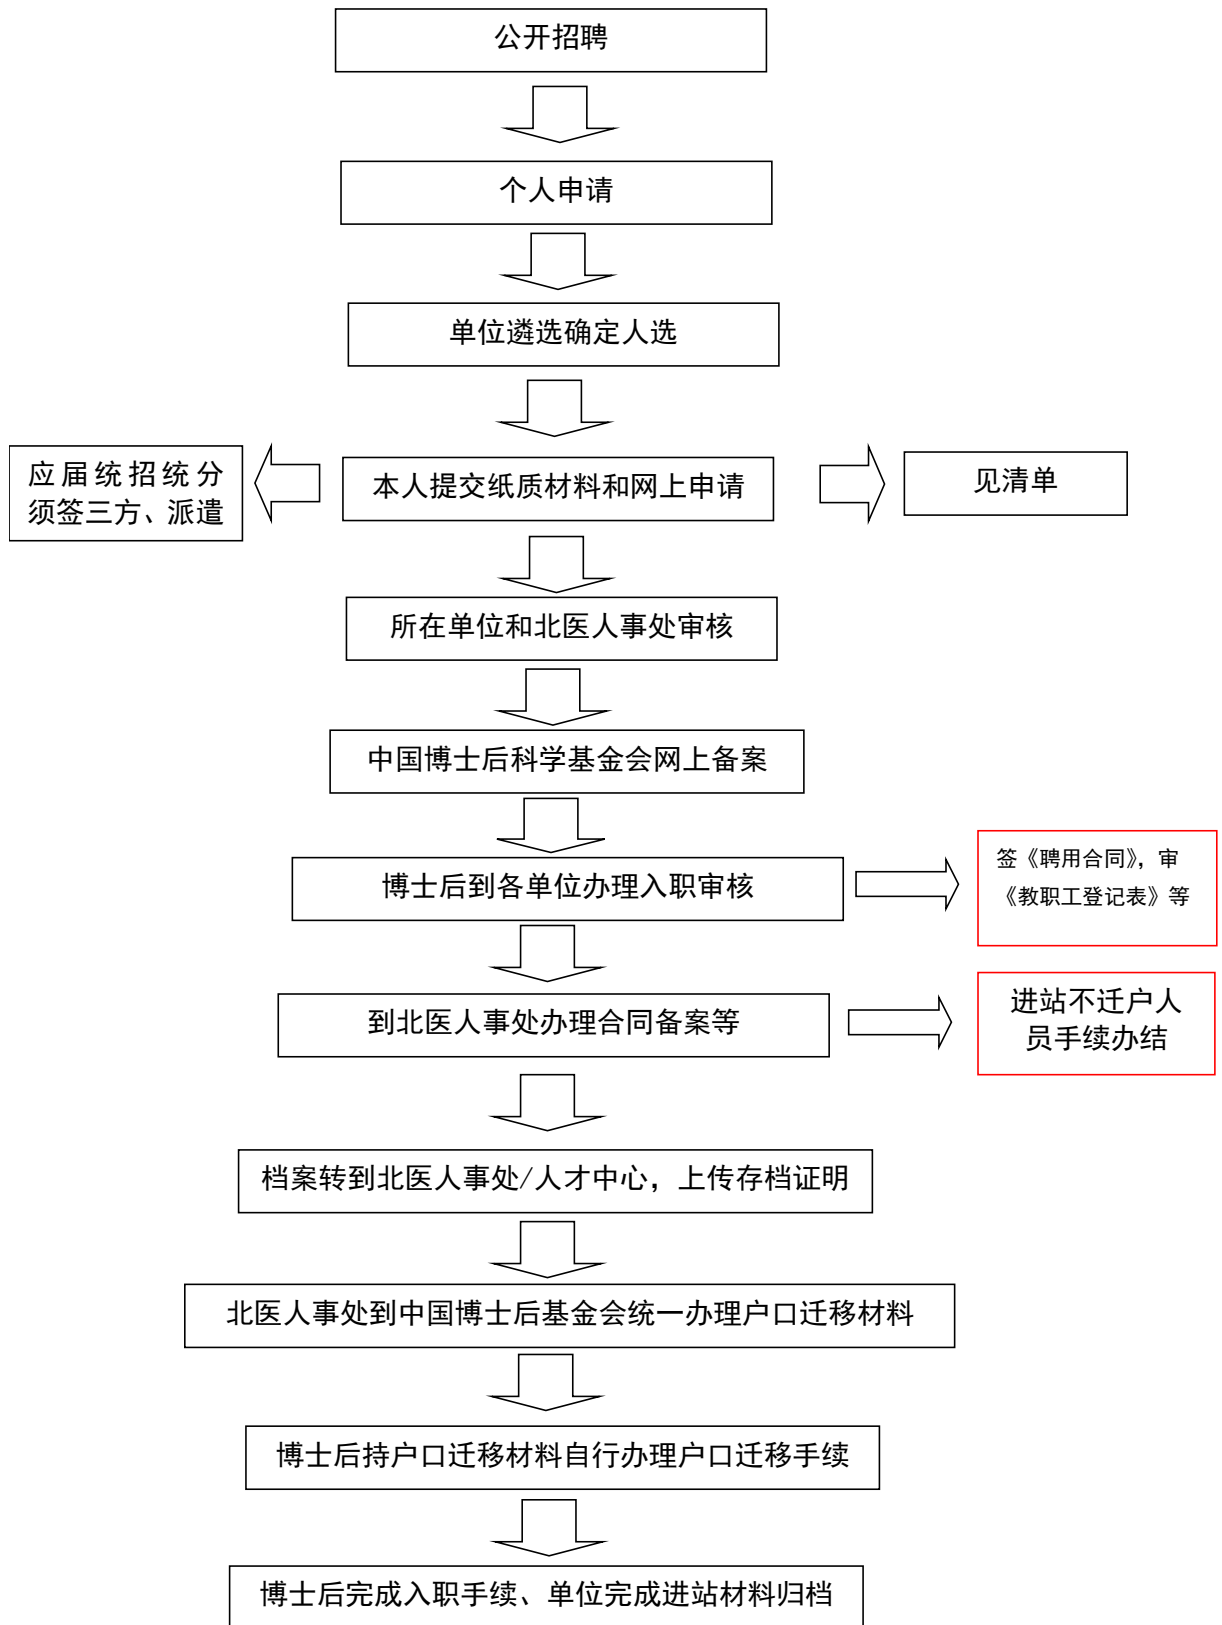 公开招聘
个人申请
单位遴选确定人选
应届统招统分
须签三方、派遣
本人提交纸质材料和网上申请
见清单
所在单位和北医人事处审核
中国博士后科学基金会网上备案
博士后到各单位办理入职审核
签《聘用合同》，审
《教职工登记表》等
到北医人事处办理合同备案等
进站不迁户人
员手续办结
档案转到北医人事处/人才中心，上传存档证明
北医人事处到中国博士后基金会统一办理户口迁移材料
博士后持户口迁移材料自行办理户口迁移手续
博士后完成入职手续、单位完成进站材料归档